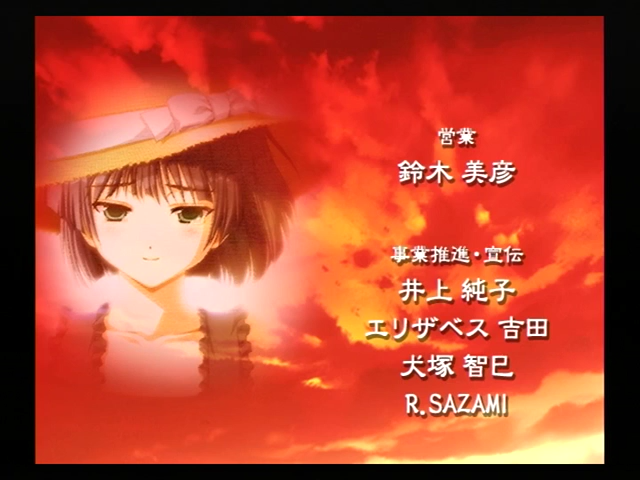 営業
鈴木 美彦
事業推進・宣伝
井上 純子
エリザベス 吉田
犬塚 智巳
R.SAZAMI